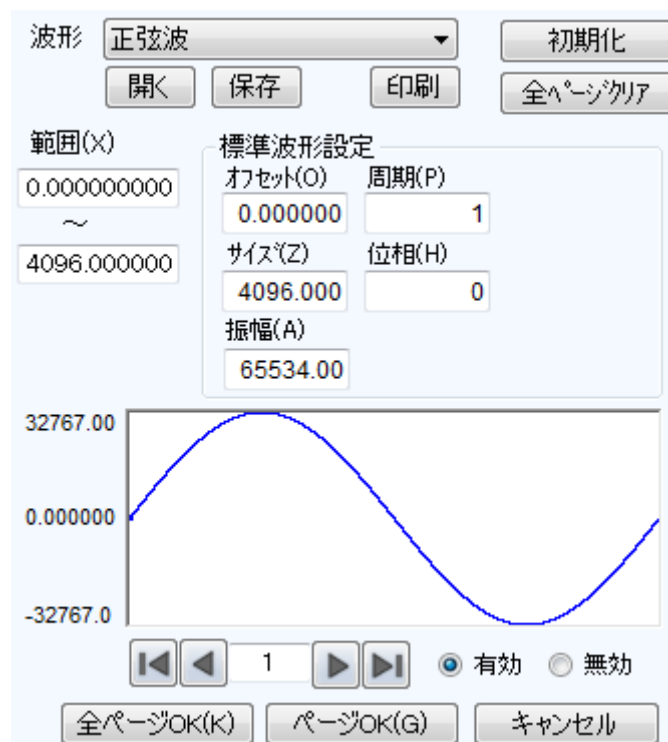 波形 正弦波 初期化
開く 保存 印刷 全ﾍﾟｰｼﾞｸﾘｱ
範囲(X) 標準波形設定
ｵﾌｾｯﾄ(O) 周期(P)
0.000000000 0.000000 1
～ ｻｲｽﾞ(Z) 位相(H)
4096.000000 4096.000 0
振幅(A)
65534.00
32767.00
0.000000
-32767.0
1 有効 無効
全ページOK(K) ページOK(G) キャンセル